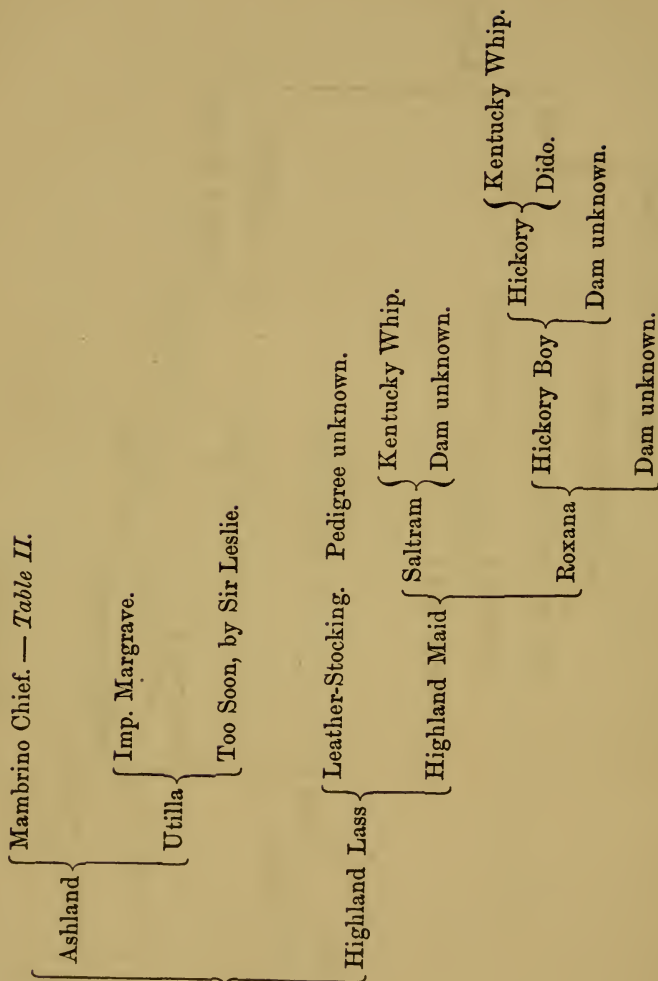 Mambrino Chief. — Table II.
Ashland
Imp. Margrave.
Utilla
Too Soon, by Sir Leslie.
Leather-Stocking. Pedigree unknown.
Highland Lass
Kentucky Whip.
Saltram
Dam unknown.
Highland Maid
Kentucky Whip.
Hickory
Dido.
Hickory Boy
Dam unknown.
Roxana
Dam unknown.